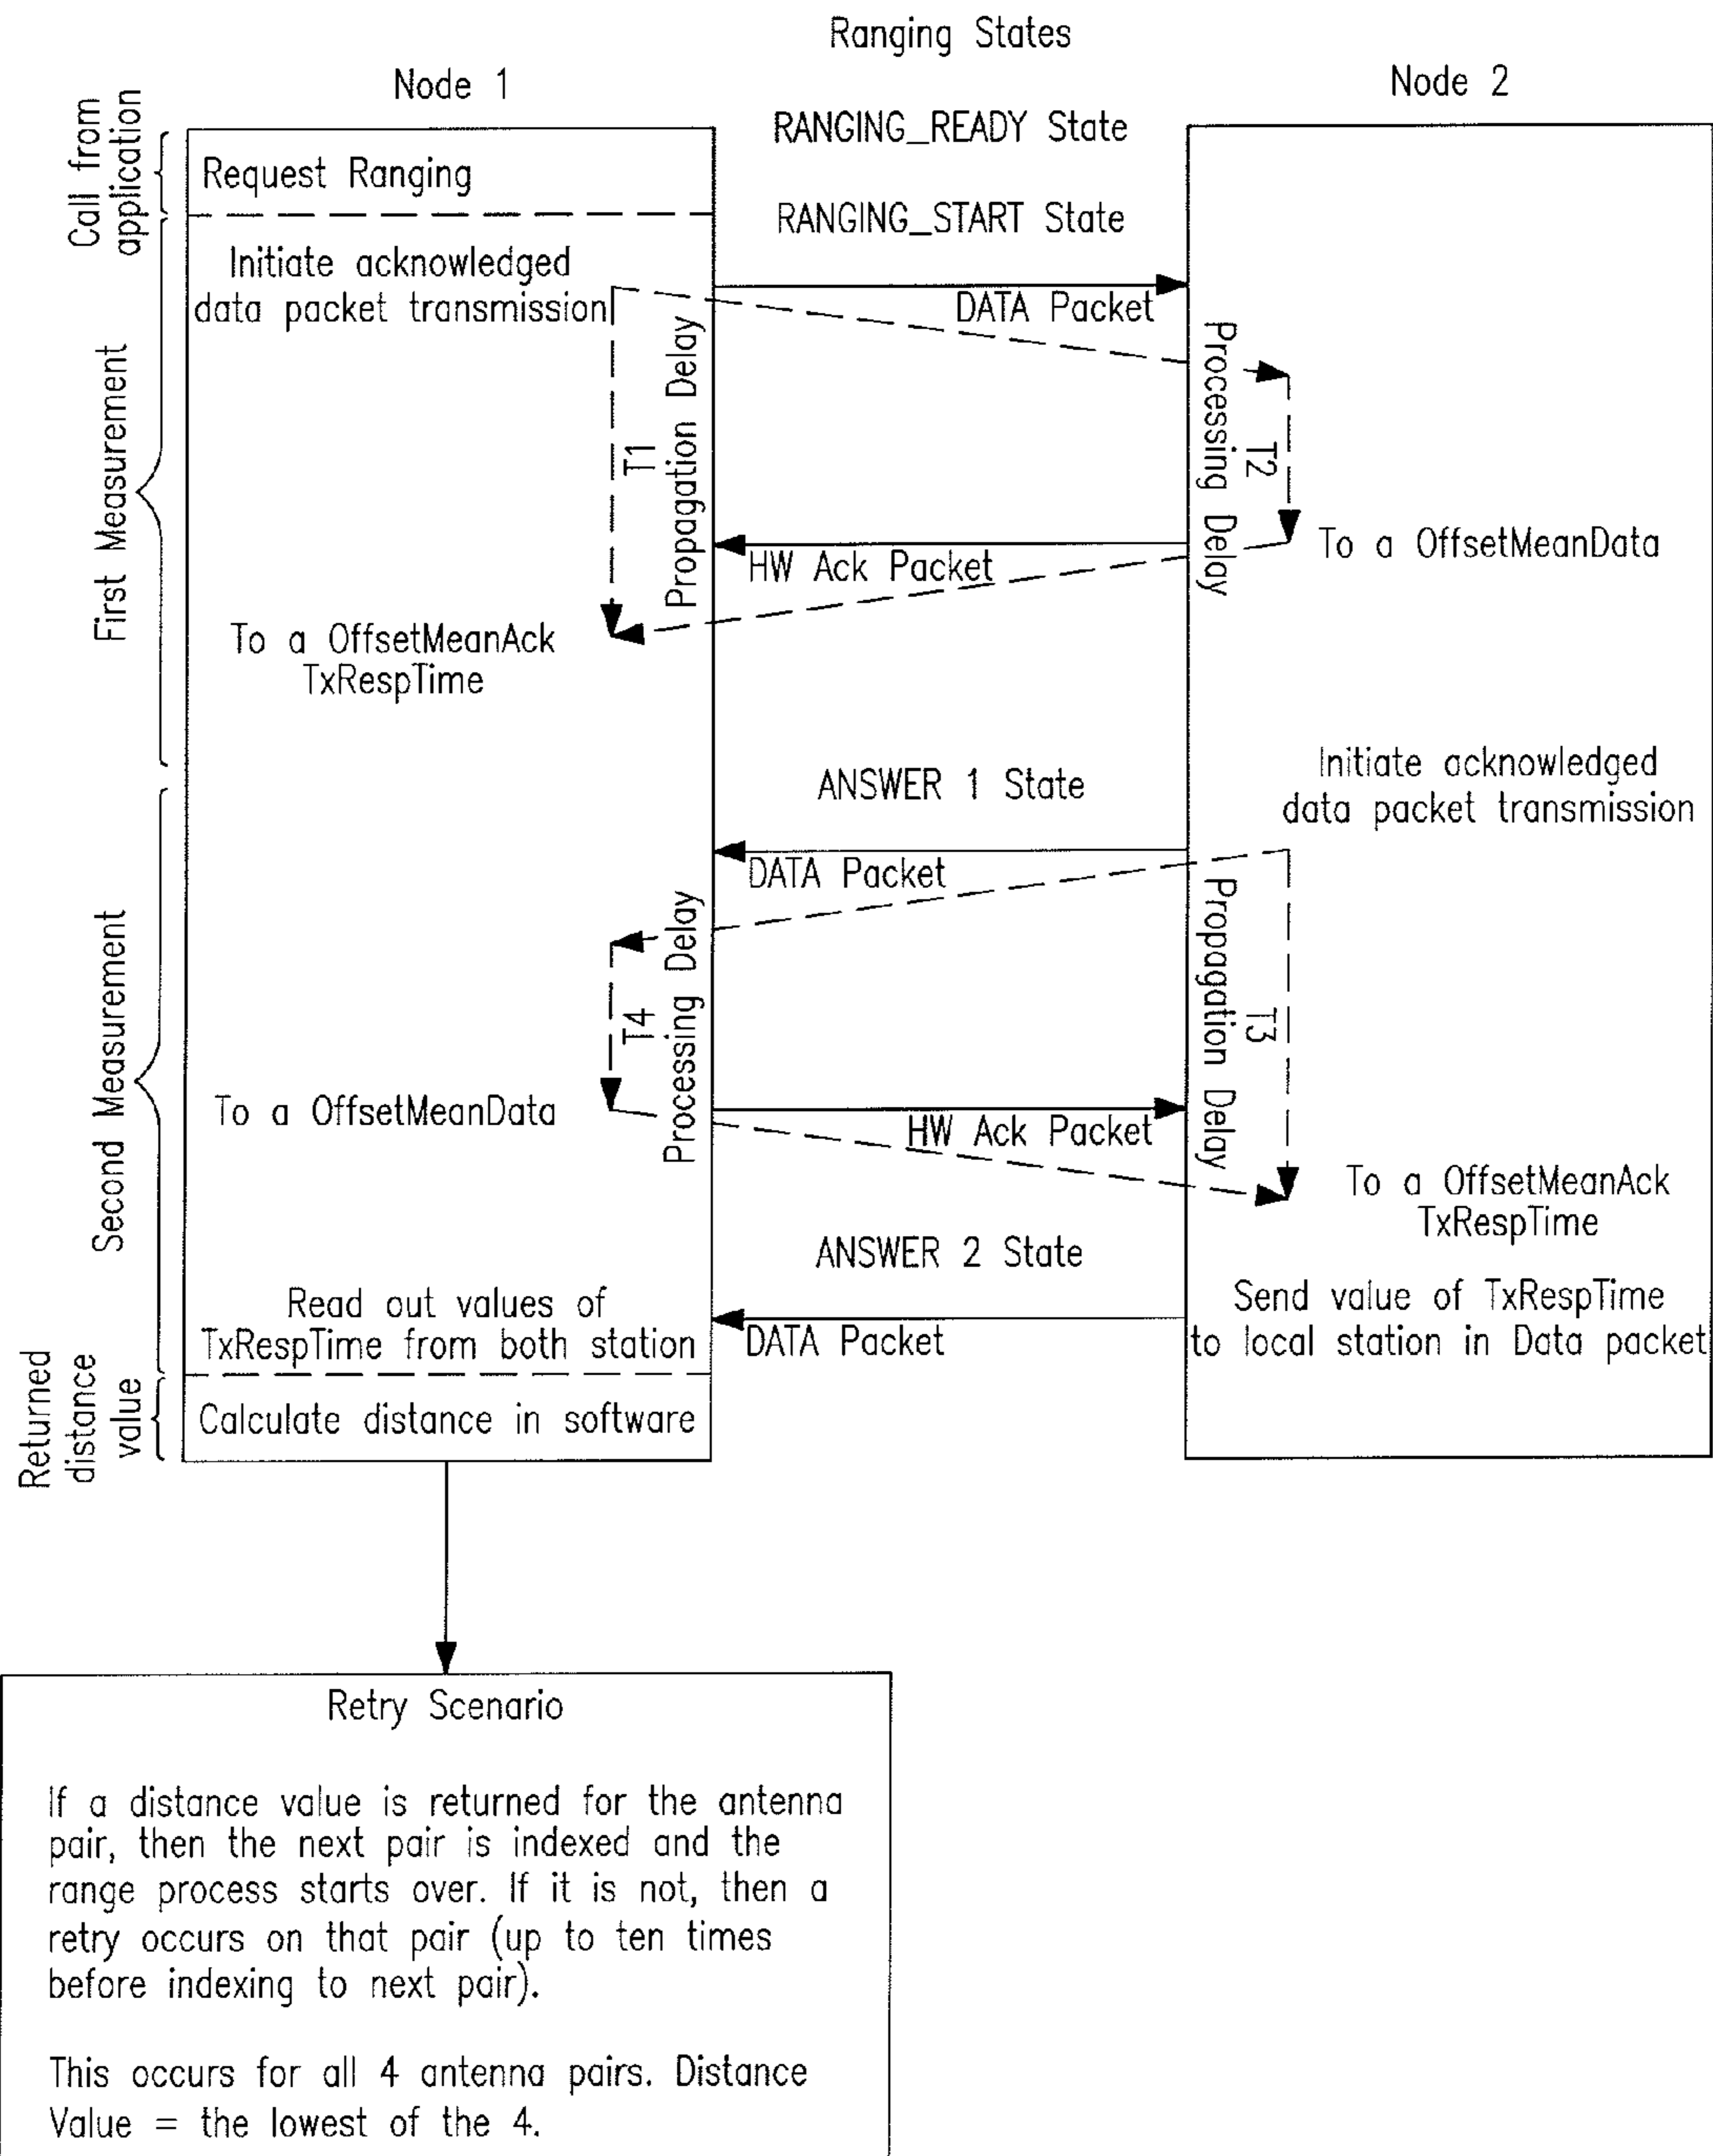 Ranging States
Node 1
Node 2
Call from
application
RANGING_READY State
Request Ranging
RANGING_START State
Initiate acknowledged
data packet transmission
DATA Packet
First Measurement
T1
Propagation Delay
Processing Delay
T2
HW Ack Packet
To a OffsetMeanData
To a OffsetMeanAck
TxRespTime
ANSWER 1 State
Initiate acknowledged
data packet transmission
DATA Packet
Second Measurement
T4
Processing Delay
Propagation Delay
T3
To a OffsetMeanData
HW Ack Packet
To a OffsetMeanAck
TxRespTime
ANSWER 2 State
Read out values of
TxRespTime from both station
DATA Packet
Send value of TxRespTime
to local station in Data packet
Returned
distance
value
Calculate distance in software
Retry Scenario
If a distance value is returned for the antenna
pair, then the next pair is indexed and the
range process starts over. If it is not, then a
retry occurs on that pair (up to ten times
before indexing to next pair).
This occurs for all 4 antenna pairs. Distance
Value = the lowest of the 4.